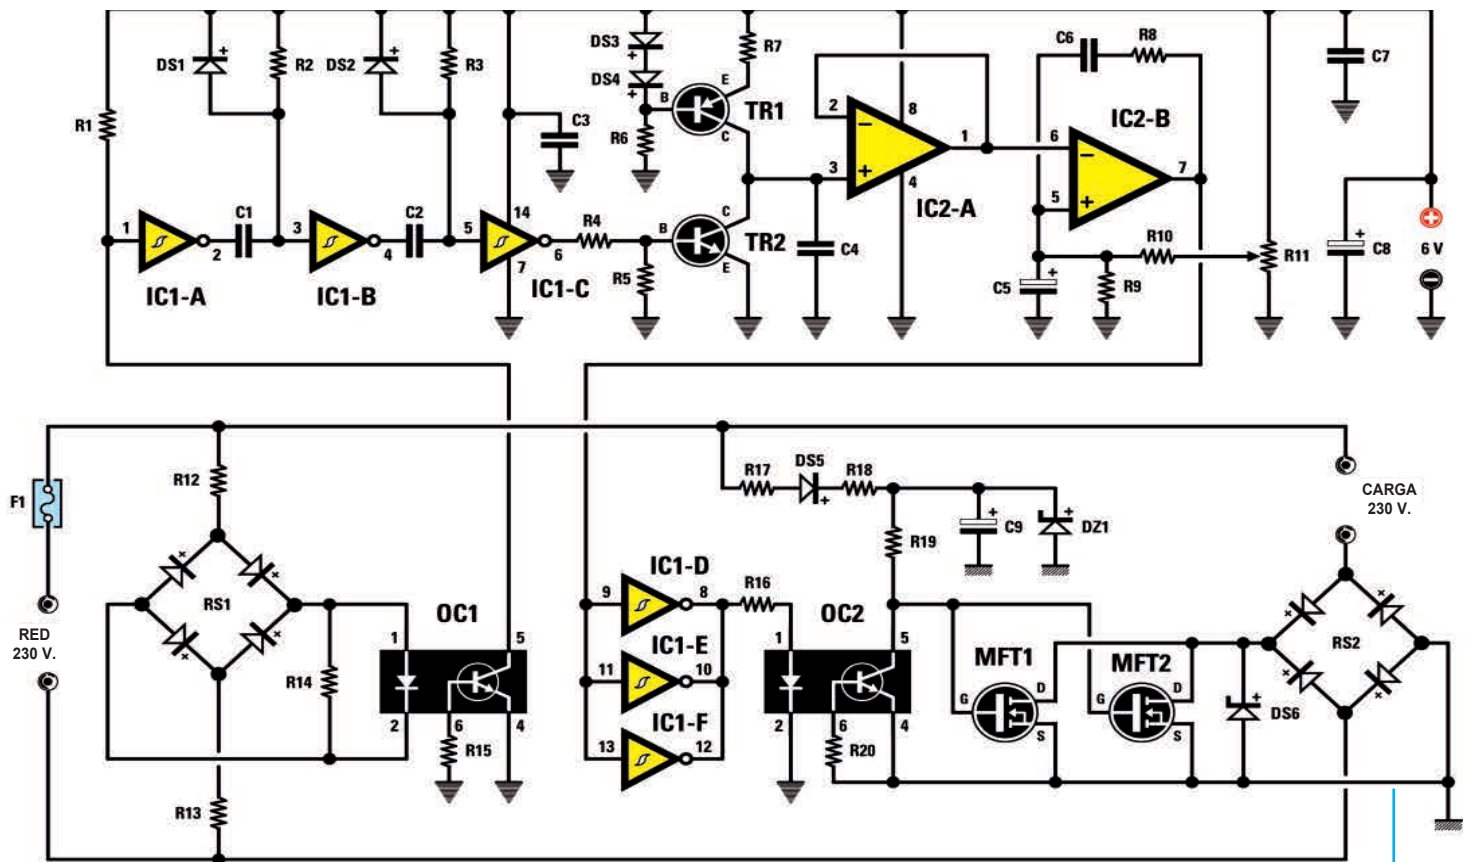 DS1
+
R2
DS2
+
R3
C3
DS3
+
DS4
+
R7
E
B
C
TR1
R6
C6
R8
C7
R1
2
3
8
4
1
IC2-A
6
5
7
IC2-B
1
2
C1
IC1-A
3
4
C2
IC1-B
5
14
7
6
IC1-C
R4
R5
B
C
E
TR2
C4
C5
+
R9
R10
R11
C8
+
6 V
F1
R12
RS1
RED
230 V.
R13
R14
OC1
1
2
5
6
4
R15
IC1-D
9
8
IC1-E
11
10
IC1-F
13
12
R16
R17
DS5
+
R18
R19
C9
+
DZ1
+
OC2
1
2
5
6
4
R20
MFT1
G
D
S
MFT2
G
D
S
DS6
+
RS2
CARGA
230 V.